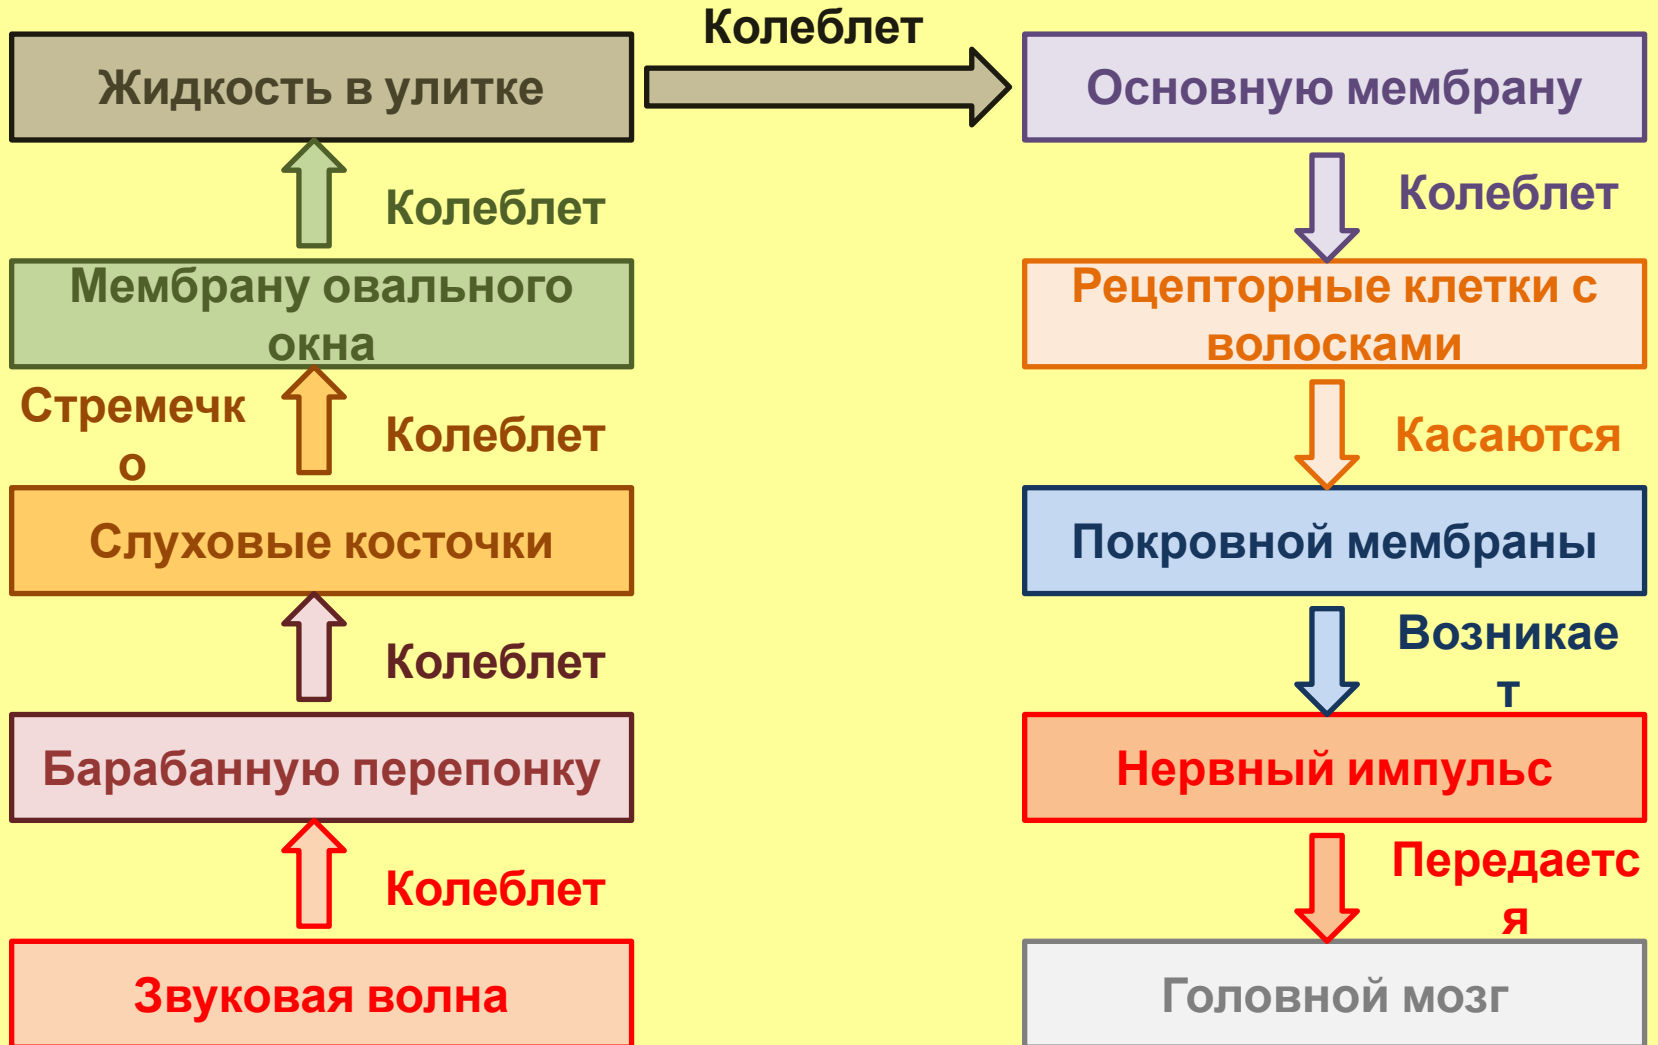 Колеблет
Жидкость в улитке
Основную мембрану
Колеблет
Колеблет
Мембрану овального
окна
Рецепторные клетки с
волосками
Стремечк
о
Колеблет
Касаются
Слуховые косточки
Покровной мембраны
Колеблет
Возникае
т
Барабанную перепонку
Нервный импульс
Колеблет
Передаетс
я
Звуковая волна
Головной мозг